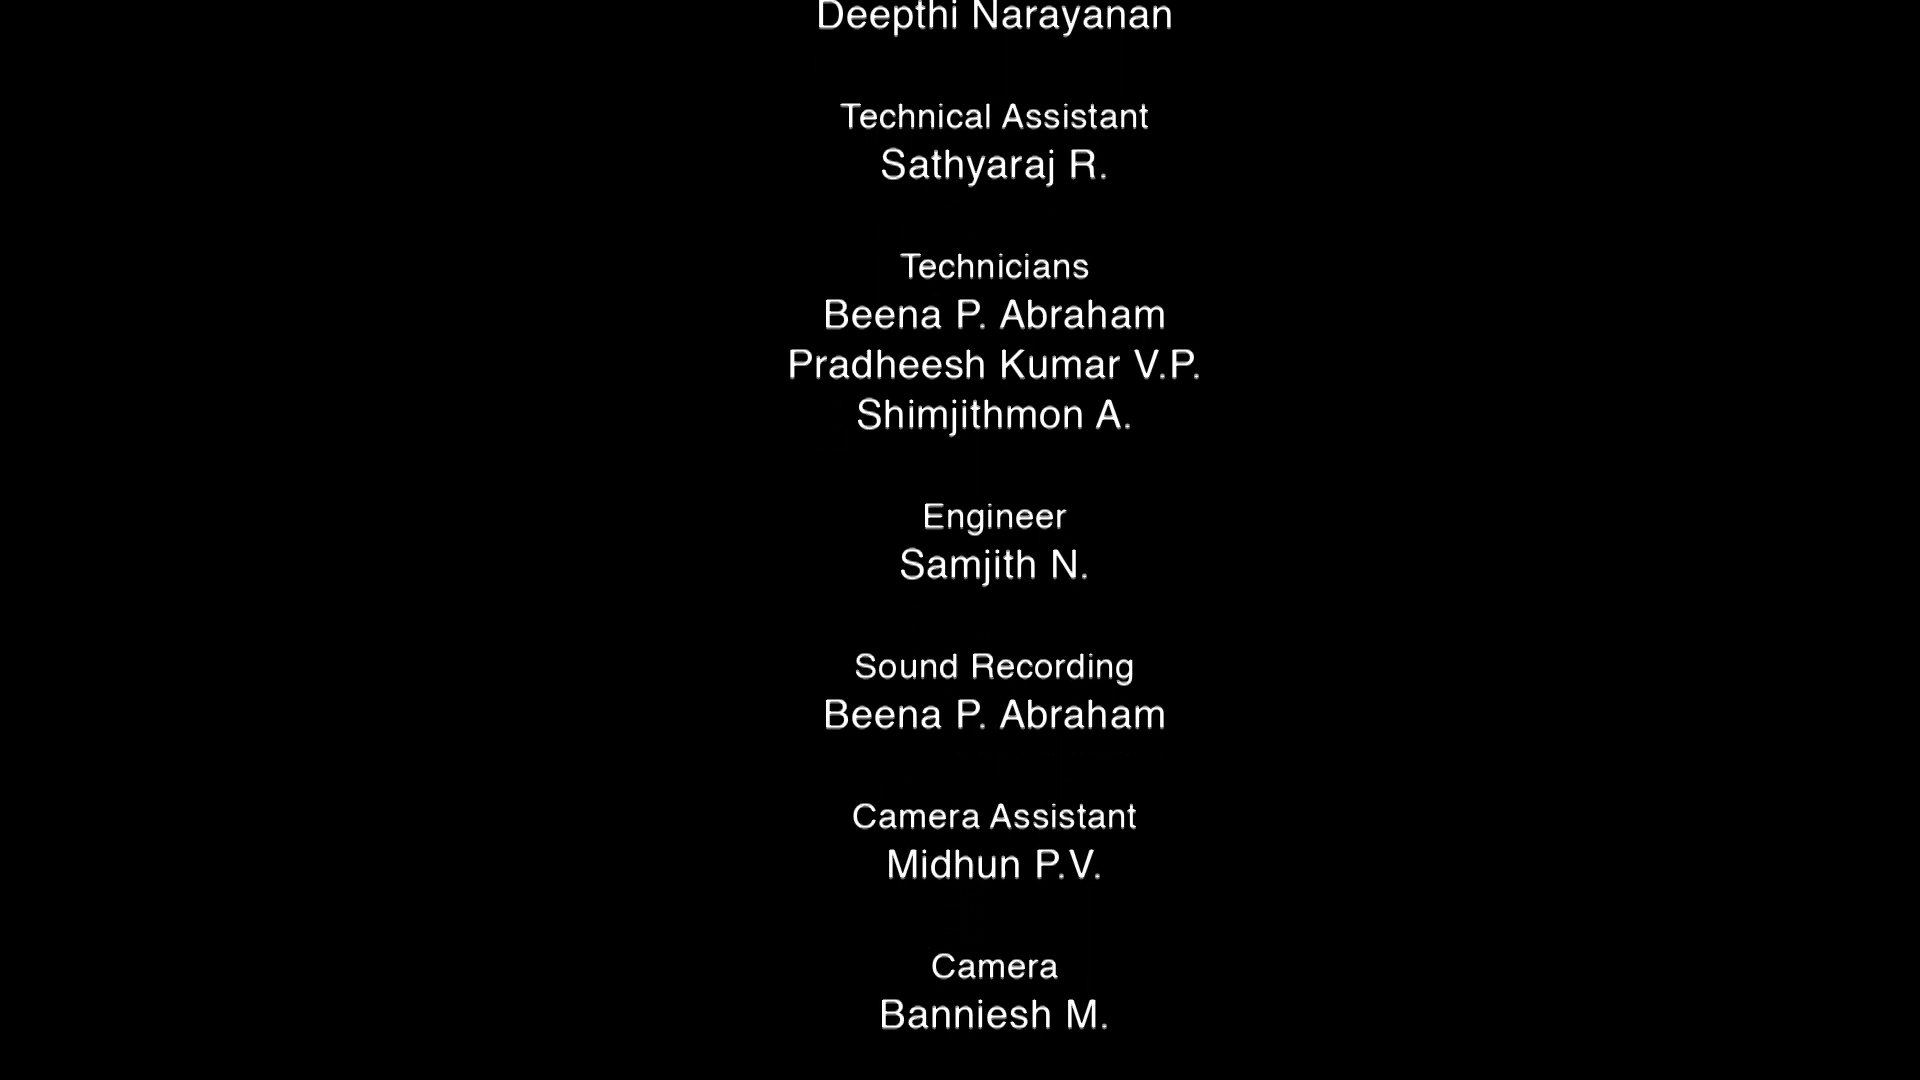 Deepthi Narayanan
Technical Assistant
Sathyaraj R.
Technicians
Beena P. Abraham
Pradheesh Kumar V.P.
Shimjithmon A.
Engineer
Samjith N.
Sound Recording
Beena P. Abraham
Camera Assistant
Midhun P.V.
Camera
Banniesh M.